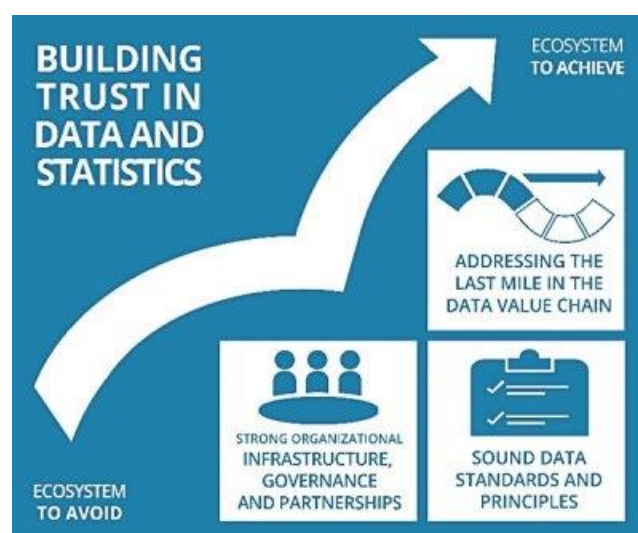 BUILDING
TRUST IN
DATA AND
STATISTICS
ECOSYSTEM
TO ACHIEVE
ADDRESSING THE
LAST MILE IN THE
DATA VALUE CHAIN
STRONG ORGANIZATIONAL
INFRASTRUCTURE,
GOVERNANCE
AND PARTNERSHIPS
SOUND DATA
STANDARDS AND
PRINCIPLES
ECOSYSTEM
TO AVOID